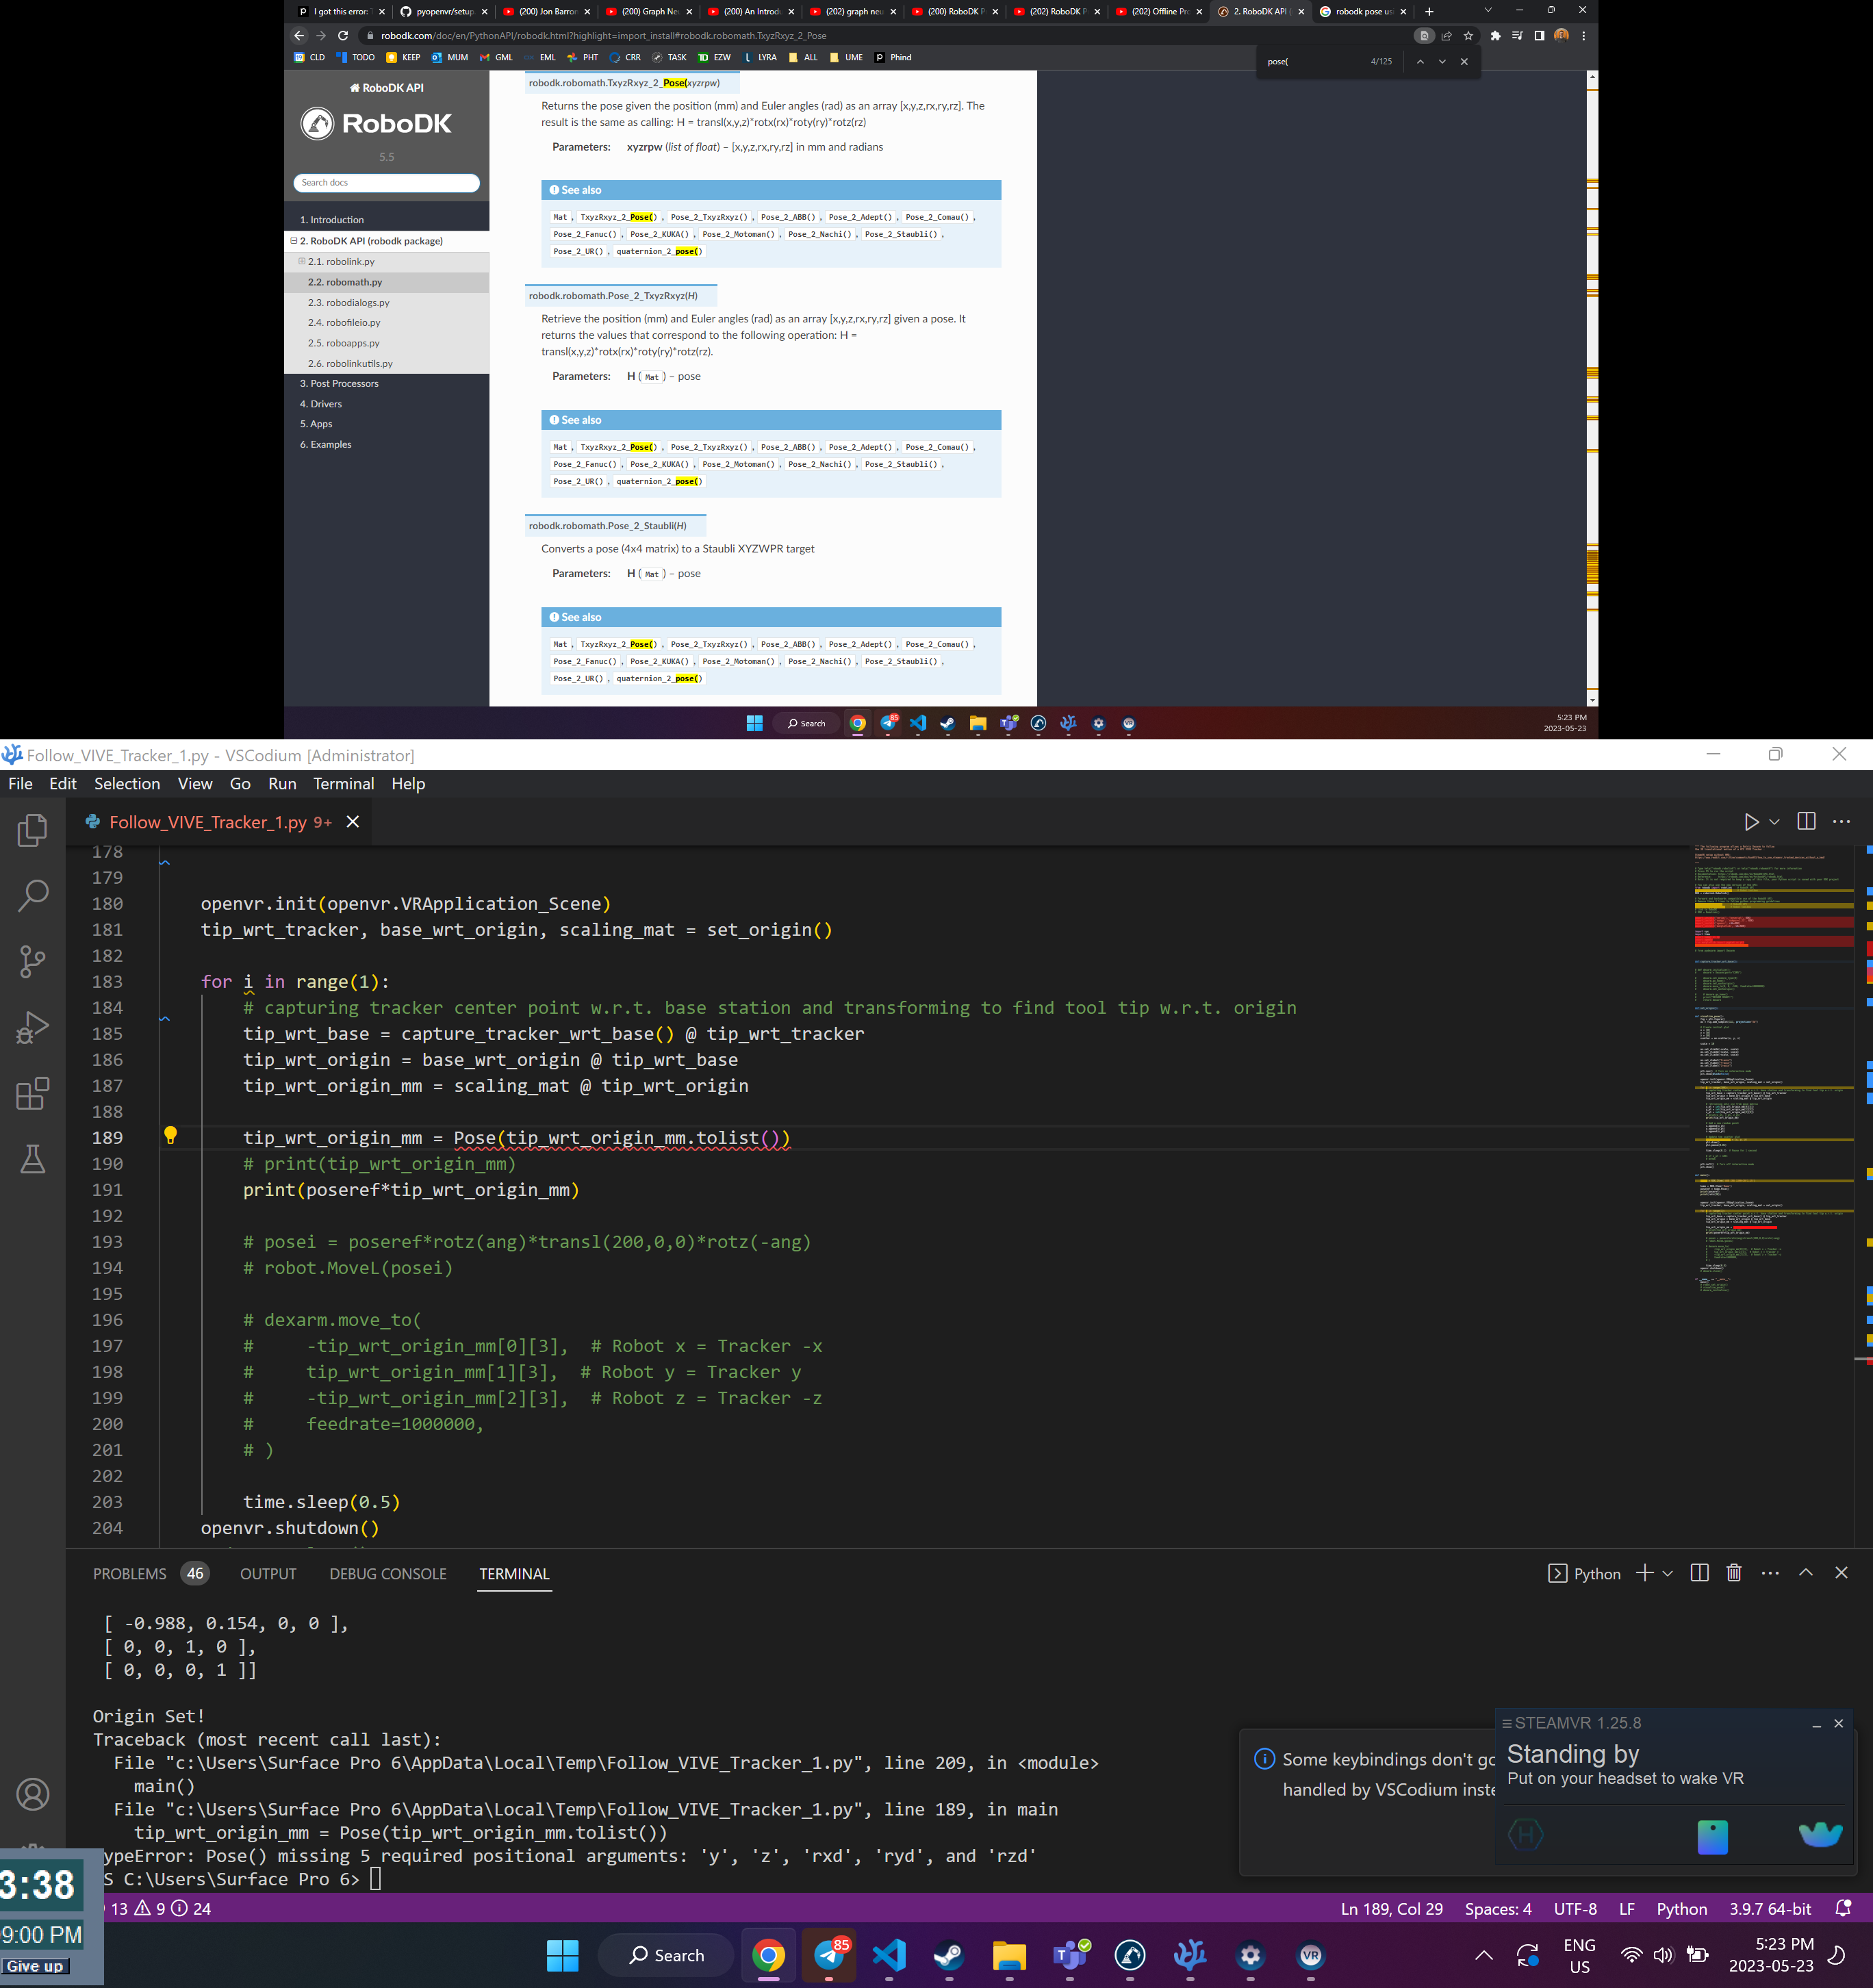 I got this error: T
pyopenvr/setup
(200) Jon Barron
(200) Graph Ne
(200) An Introdu
(202) graph neu
(200) RoboDK P
(202) RoboDK P
(202) Offline Pr
2. RoboDK API (
robodk pose usi
robodk.com/doc/en/PythonAPI/robodk.html?highlight=import_install#robodk.robomath.TxyzRxyz_2_Pose
CLD TODO KEEP MUM GML EML PHT CRR TASK EZW LYRA ALL UME Phind
pose( 4/125
RoboDK API
RoboDK
5.5
Search docs
1. Introduction
2. RoboDK API (robodk package)
2.1. robolink.py
2.2. robomath.py
2.3. robodialogs.py
2.4. robofileio.py
2.5. roboapps.py
2.6. robolinkutils.py
3. Post Processors
4. Drivers
5. Apps
6. Examples
robodk.robomath.TxyzRxyz_2_Pose(xyzrpw)
Returns the pose given the position (mm) and Euler angles (rad) as an array [x,y,z,rx,ry,rz]. The
result is the same as calling: H = transl(x,y,z)*rotx(rx)*roty(ry)*rotz(rz)
Parameters: xyzrpw (list of float) – [x,y,z,rx,ry,rz] in mm and radians
See also
Mat , TxyzRxyz_2_Pose() , Pose_2_TxyzRxyz() , Pose_2_ABB() , Pose_2_Adept() , Pose_2_Comau() ,
Pose_2_Fanuc() , Pose_2_KUKA() , Pose_2_Motoman() , Pose_2_Nachi() , Pose_2_Staubli() ,
Pose_2_UR() , quaternion_2_pose()
robodk.robomath.Pose_2_TxyzRxyz(H)
Retrieve the position (mm) and Euler angles (rad) as an array [x,y,z,rx,ry,rz] given a pose. It
returns the values that correspond to the following operation: H =
transl(x,y,z)*rotx(rx)*roty(ry)*rotz(rz).
Parameters: H ( Mat ) – pose
See also
Mat , TxyzRxyz_2_Pose() , Pose_2_TxyzRxyz() , Pose_2_ABB() , Pose_2_Adept() , Pose_2_Comau() ,
Pose_2_Fanuc() , Pose_2_KUKA() , Pose_2_Motoman() , Pose_2_Nachi() , Pose_2_Staubli() ,
Pose_2_UR() , quaternion_2_pose()
robodk.robomath.Pose_2_Staubli(H)
Converts a pose (4x4 matrix) to a Staubli XYZWPR target
Parameters: H ( Mat ) – pose
See also
Mat , TxyzRxyz_2_Pose() , Pose_2_TxyzRxyz() , Pose_2_ABB() , Pose_2_Adept() , Pose_2_Comau() ,
Pose_2_Fanuc() , Pose_2_KUKA() , Pose_2_Motoman() , Pose_2_Nachi() , Pose_2_Staubli() ,
Pose_2_UR() , quaternion_2_pose()
Search
85
5:23 PM
2023-05-23
Follow_VIVE_Tracker_1.py - VSCodium [Administrator]
File Edit Selection View Go Run Terminal Help
Follow_VIVE_Tracker_1.py 9+
178
179
180 openvr.init(openvr.VRApplication_Scene)
181 tip_wrt_tracker, base_wrt_origin, scaling_mat = set_origin()
182
183 for i in range(1):
184 # capturing tracker center point w.r.t. base station and transforming to find tool tip w.r.t. origin
185 tip_wrt_base = capture_tracker_wrt_base() @ tip_wrt_tracker
186 tip_wrt_origin = base_wrt_origin @ tip_wrt_base
187 tip_wrt_origin_mm = scaling_mat @ tip_wrt_origin
188
189 tip_wrt_origin_mm = Pose(tip_wrt_origin_mm.tolist())
190 # print(tip_wrt_origin_mm)
191 print(poseref*tip_wrt_origin_mm)
192
193 # posei = poseref*rotz(ang)*transl(200,0,0)*rotz(-ang)
194 # robot.MoveL(posei)
195
196 # dexarm.move_to(
197 # -tip_wrt_origin_mm[0][3], # Robot x = Tracker -x
198 # tip_wrt_origin_mm[1][3], # Robot y = Tracker y
199 # -tip_wrt_origin_mm[2][3], # Robot z = Tracker -z
200 # feedrate=1000000,
201 # )
202
203 time.sleep(0.5)
204 openvr.shutdown()
PROBLEMS 46 OUTPUT DEBUG CONSOLE TERMINAL
Python
[ -0.988, 0.154, 0, 0 ],
[ 0, 0, 1, 0 ],
[ 0, 0, 0, 1 ]]
Origin Set!
Traceback (most recent call last):
File "c:\Users\Surface Pro 6\AppData\Local\Temp\Follow_VIVE_Tracker_1.py", line 209, in <module>
main()
File "c:\Users\Surface Pro 6\AppData\Local\Temp\Follow_VIVE_Tracker_1.py", line 189, in main
tip_wrt_origin_mm = Pose(tip_wrt_origin_mm.tolist())
ypeError: Pose() missing 5 required positional arguments: 'y', 'z', 'rxd', 'ryd', and 'rzd'
S C:\Users\Surface Pro 6>
Some keybindings don't go
handled by VSCodium inste
STEAMVR 1.25.8
Standing by
Put on your headset to wake VR
3:38
9:00 PM
Give up
13 9 24
Ln 189, Col 29 Spaces: 4 UTF-8 LF Python 3.9.7 64-bit
Search
85
VR
ENG
US
5:23 PM
2023-05-23